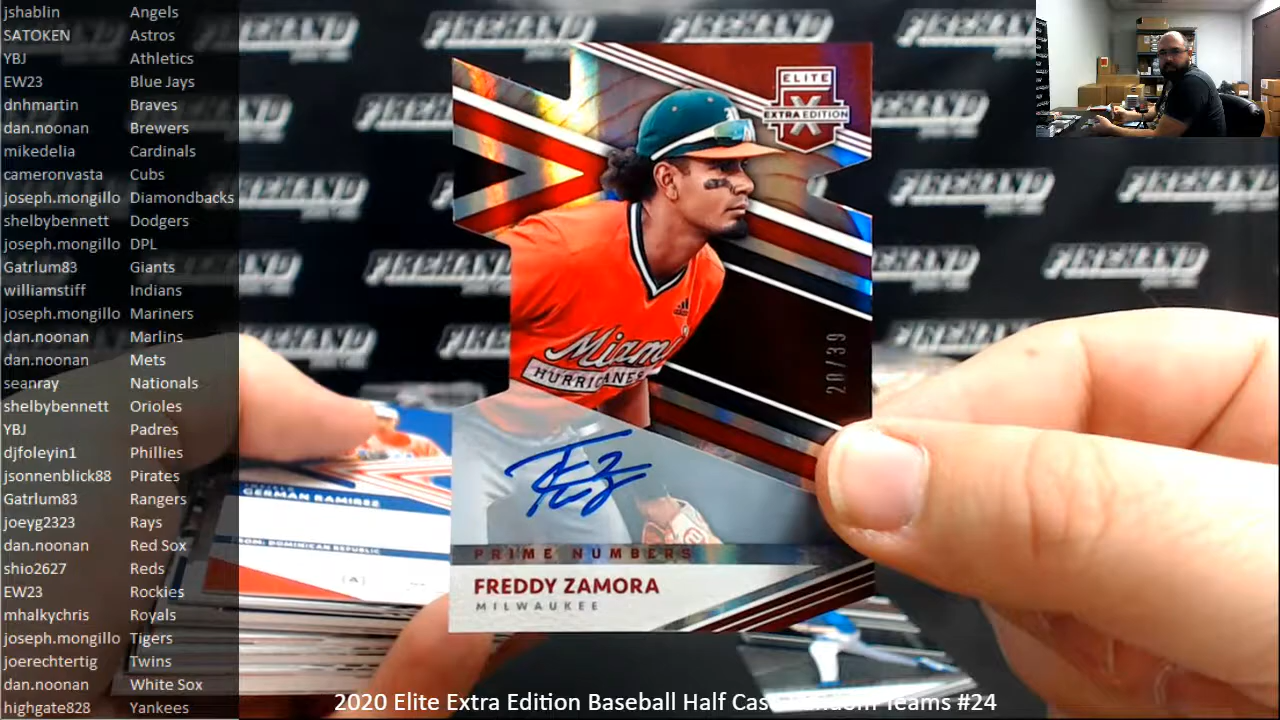 jshablin Angels
SATOKEN Astros
YBJ Athletics
EW23 Blue Jays
dnhmartin Braves
dan.noonan Brewers
mikedelia Cardinals
cameronvasta Cubs
joseph.mongillo Diamondbacks
shelbybennett Dodgers
joseph.mongillo DPL
Gatrlum83 Giants
williamstiff Indians
joseph.mongillo Mariners
dan.noonan Marlins
dan.noonan Mets
seanray Nationals
shelbybennett Orioles
YBJ Padres
djfoleyin1 Phillies
jsonnenblick88 Pirates
Gatrlum83 Rangers
joeyg2323 Rays
dan.noonan Red Sox
shio2627 Reds
EW23 Rockies
mhalkychris Royals
joseph.mongillo Tigers
joerechtertig Twins
dan.noonan White Sox
highgate828 Yankees
FIREHAND
ELITE
EXTRA EDITION
X
adidas
Miami
HURRICANES
20/39
PRIME NUMBERS
FREDDY ZAMORA
MILWAUKEE
GERMAN RAMIREZ
FROM: DOMINICAN REPUBLIC
2020 Elite Extra Edition Baseball Half Case Random Teams #24